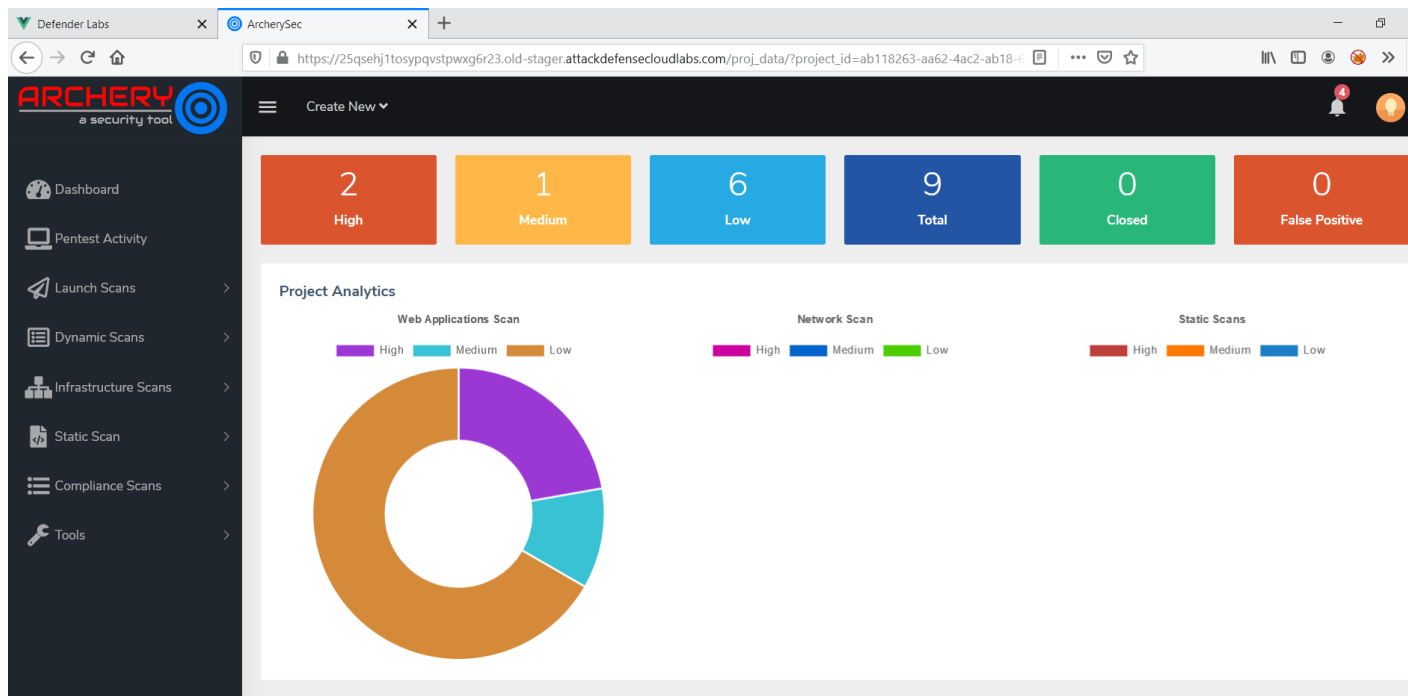 Defender Labs
ArcherySec
https://25qsehj1tosypqvstpwxg6r23.old-stager.attackdefensecloudlabs.com/proj_data/?project_id=ab118263-aa62-4ac2-ab18-6
ARCHERY
a security tool
Create New
4
Dashboard
Pentest Activity
Launch Scans
Dynamic Scans
Infrastructure Scans
Static Scan
Compliance Scans
Tools
2 1 6 9 0 0
High Medium Low Total Closed False Positive
Project Analytics
Web Applications Scan Network Scan Static Scans
High Medium Low High Medium Low High Medium Low